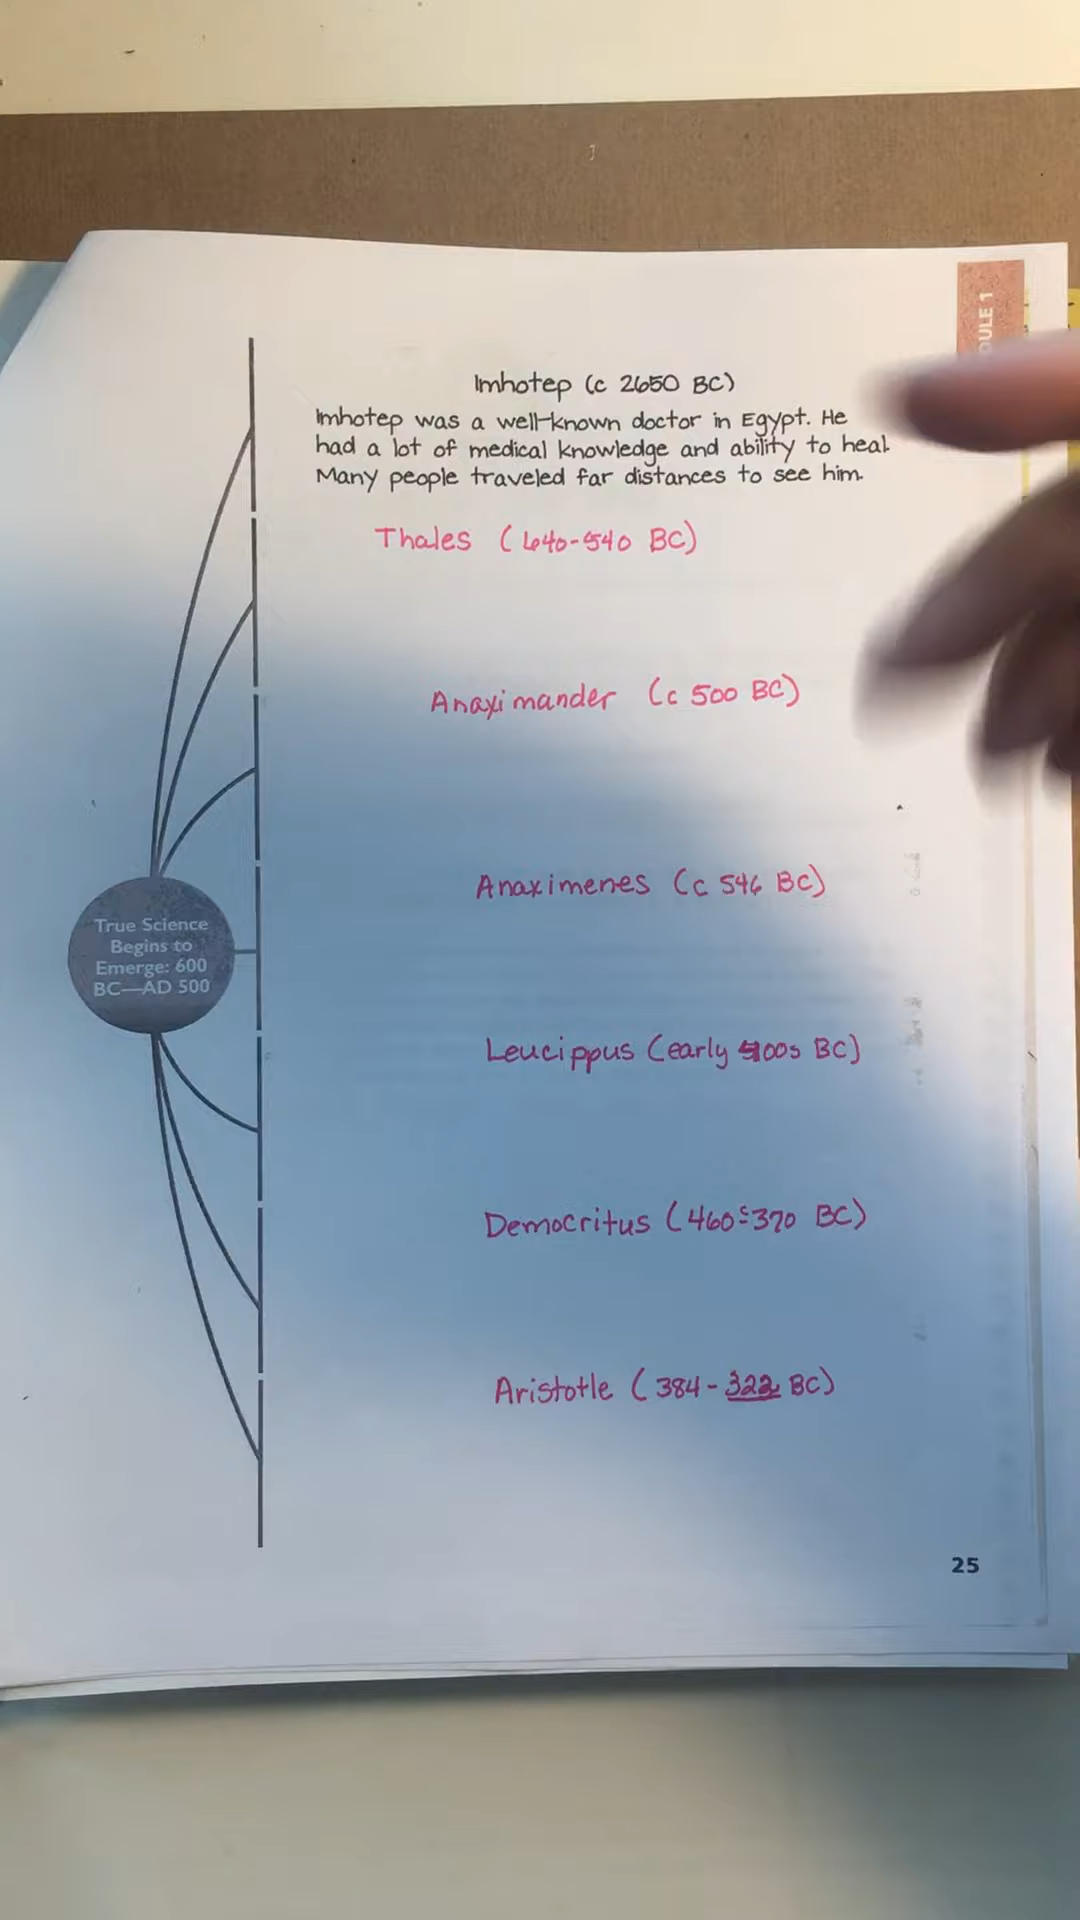 DULE 1
Imhotep (c 2650 BC)
Imhotep was a well-known doctor in Egypt. He
had a lot of medical knowledge and ability to heal.
Many people traveled far distances to see him.
Thales (640-540 BC)
Anaximander (c 500 BC)
Anaximenes (c 546 BC)
True Science
Begins to
Emerge: 600
BC—AD 500
Leucippus (early 400s BC)
Democritus (460-370 BC)
Aristotle (384-322 BC)
25